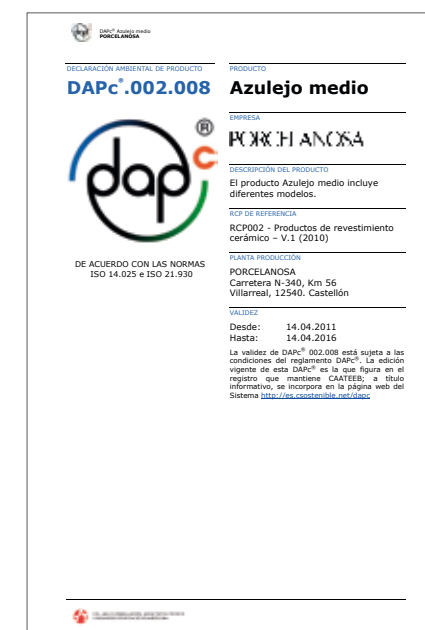 DAPc® Azulejo medio
PORCELANOSA
DECLARACIÓN AMBIENTAL DE PRODUCTO
DAPc®.002.008
dap
c
®
DE ACUERDO CON LAS NORMAS
ISO 14.025 e ISO 21.930
PRODUCTO
Azulejo medio
EMPRESA
PORCELANOSA
DESCRIPCIÓN DEL PRODUCTO
El producto Azulejo medio incluye
diferentes modelos.
RCP DE REFERENCIA
RCP002 - Productos de revestimiento
cerámico – V.1 (2010)
PLANTA PRODUCCIÓN
PORCELANOSA
Carretera N-340, Km 56
Villarreal, 12540. Castellón
VALIDEZ
Desde: 14.04.2011
Hasta: 14.04.2016
La validez de DAPc® 002.008 está sujeta a las
condiciones del reglamento DAPc®. La edición
vigente de esta DAPc® es la que figura en el
registro que mantiene CAATEEB; a título
informativo, se incorpora en la página web del
Sistema http://es.csostenible.net/dapc